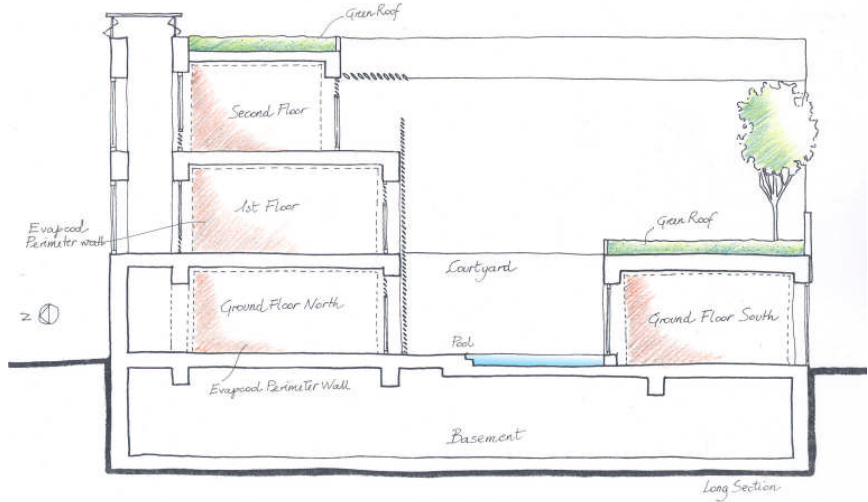 Green Roof
Second Floor
1st Floor
Evapcool
Perimeter wall
Green Roof
Courtyard
Ground Floor North
Ground Floor South
N
Pool
Evapcool Perimeter Wall
Basement
Long Section